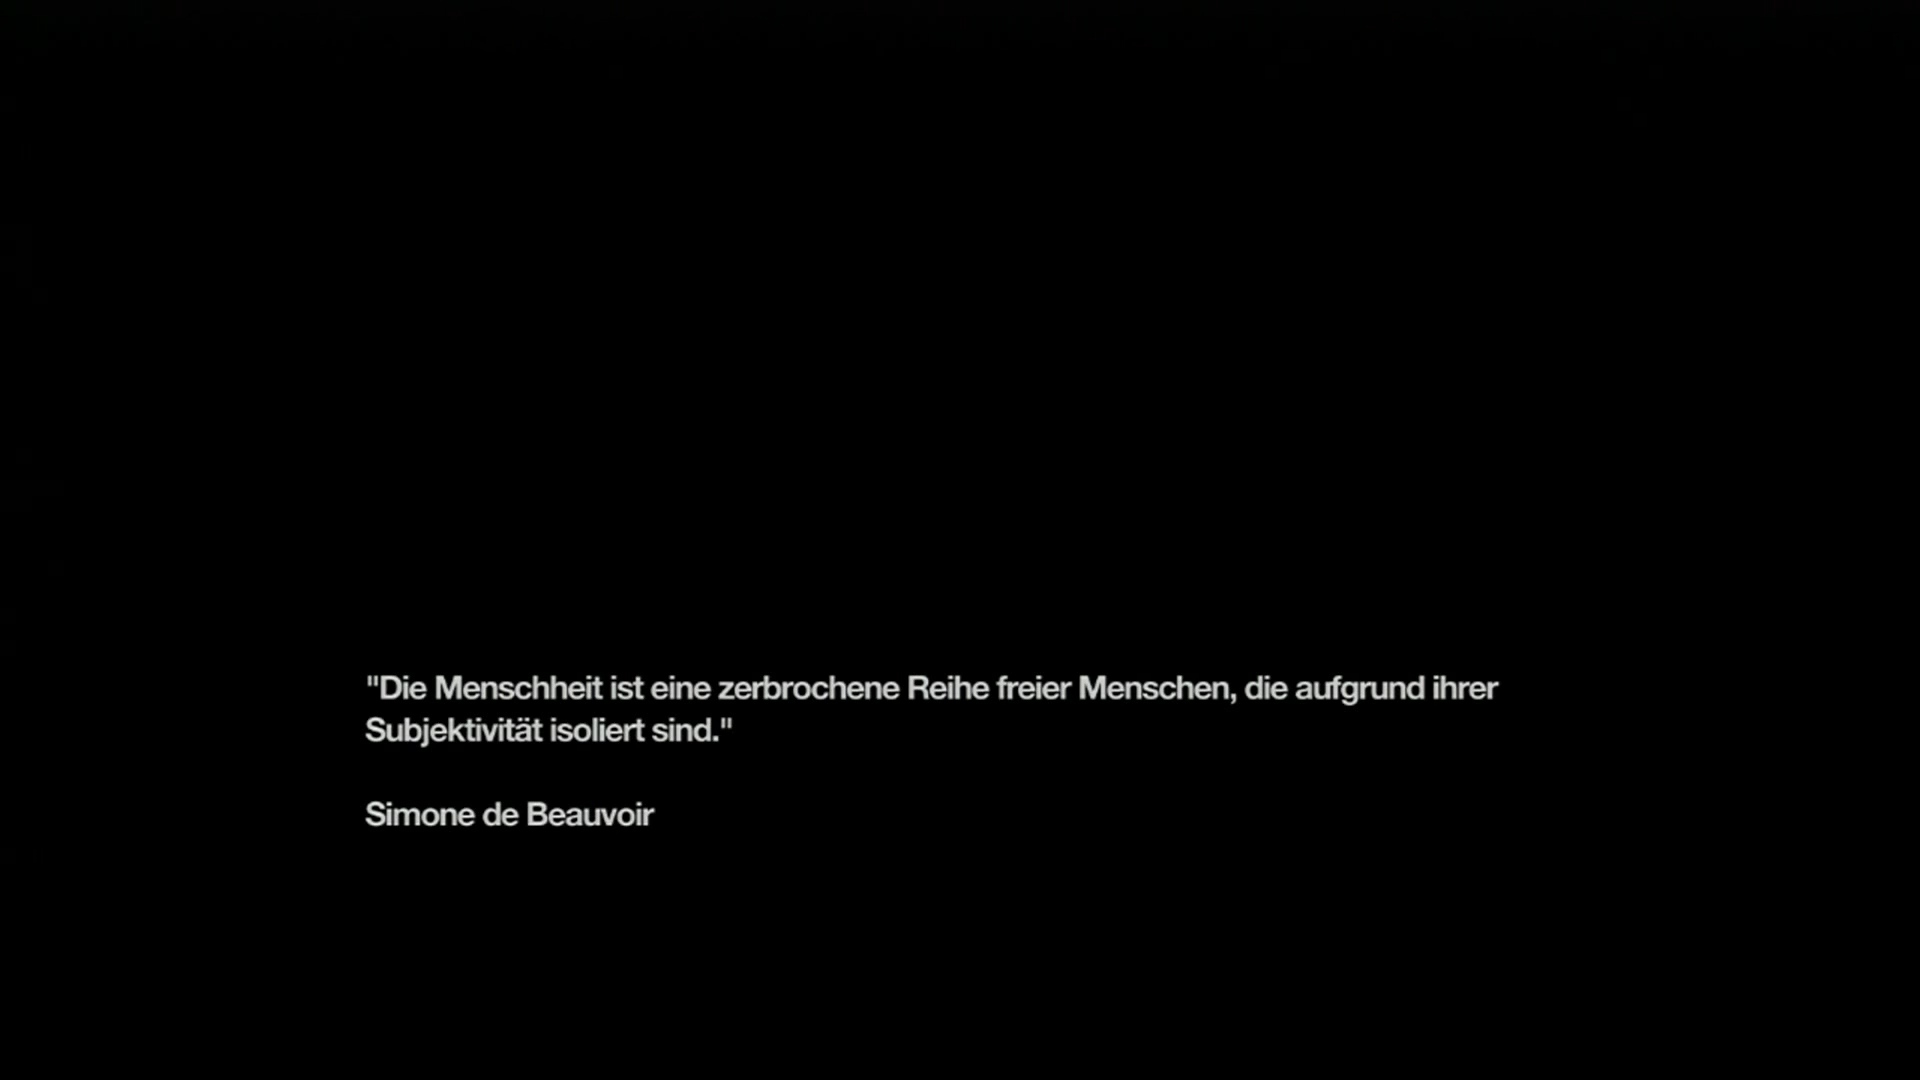 "Die Menschheit ist eine zerbrochene Reihe freier Menschen, die aufgrund ihrer
Subjektivität isoliert sind."
Simone de Beauvoir